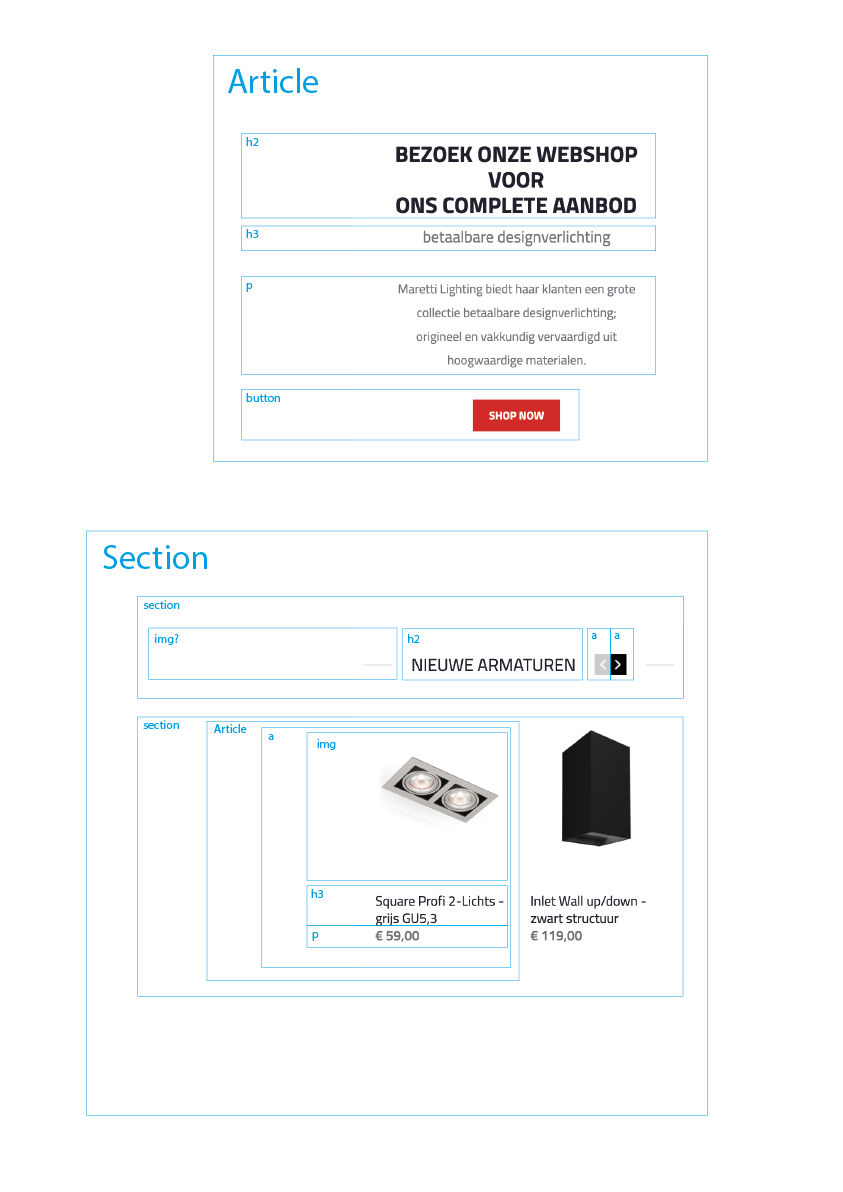 Article
h2
BEZOEK ONZE WEBSHOP
VOOR
ONS COMPLETE AANBOD
h3
betaalbare designverlichting
p
Maretti Lighting biedt haar klanten een grote
collectie betaalbare designverlichting;
origineel en vakkundig vervaardigd uit
hoogwaardige materialen.
button
SHOP NOW
Section
section
img?
h2
NIEUWE ARMATUREN
a
a
section
Article
a
img
h3
Square Profi 2-Lichts -
grijs GU5,3
p
€ 59,00
Inlet Wall up/down -
zwart structuur
€ 119,00